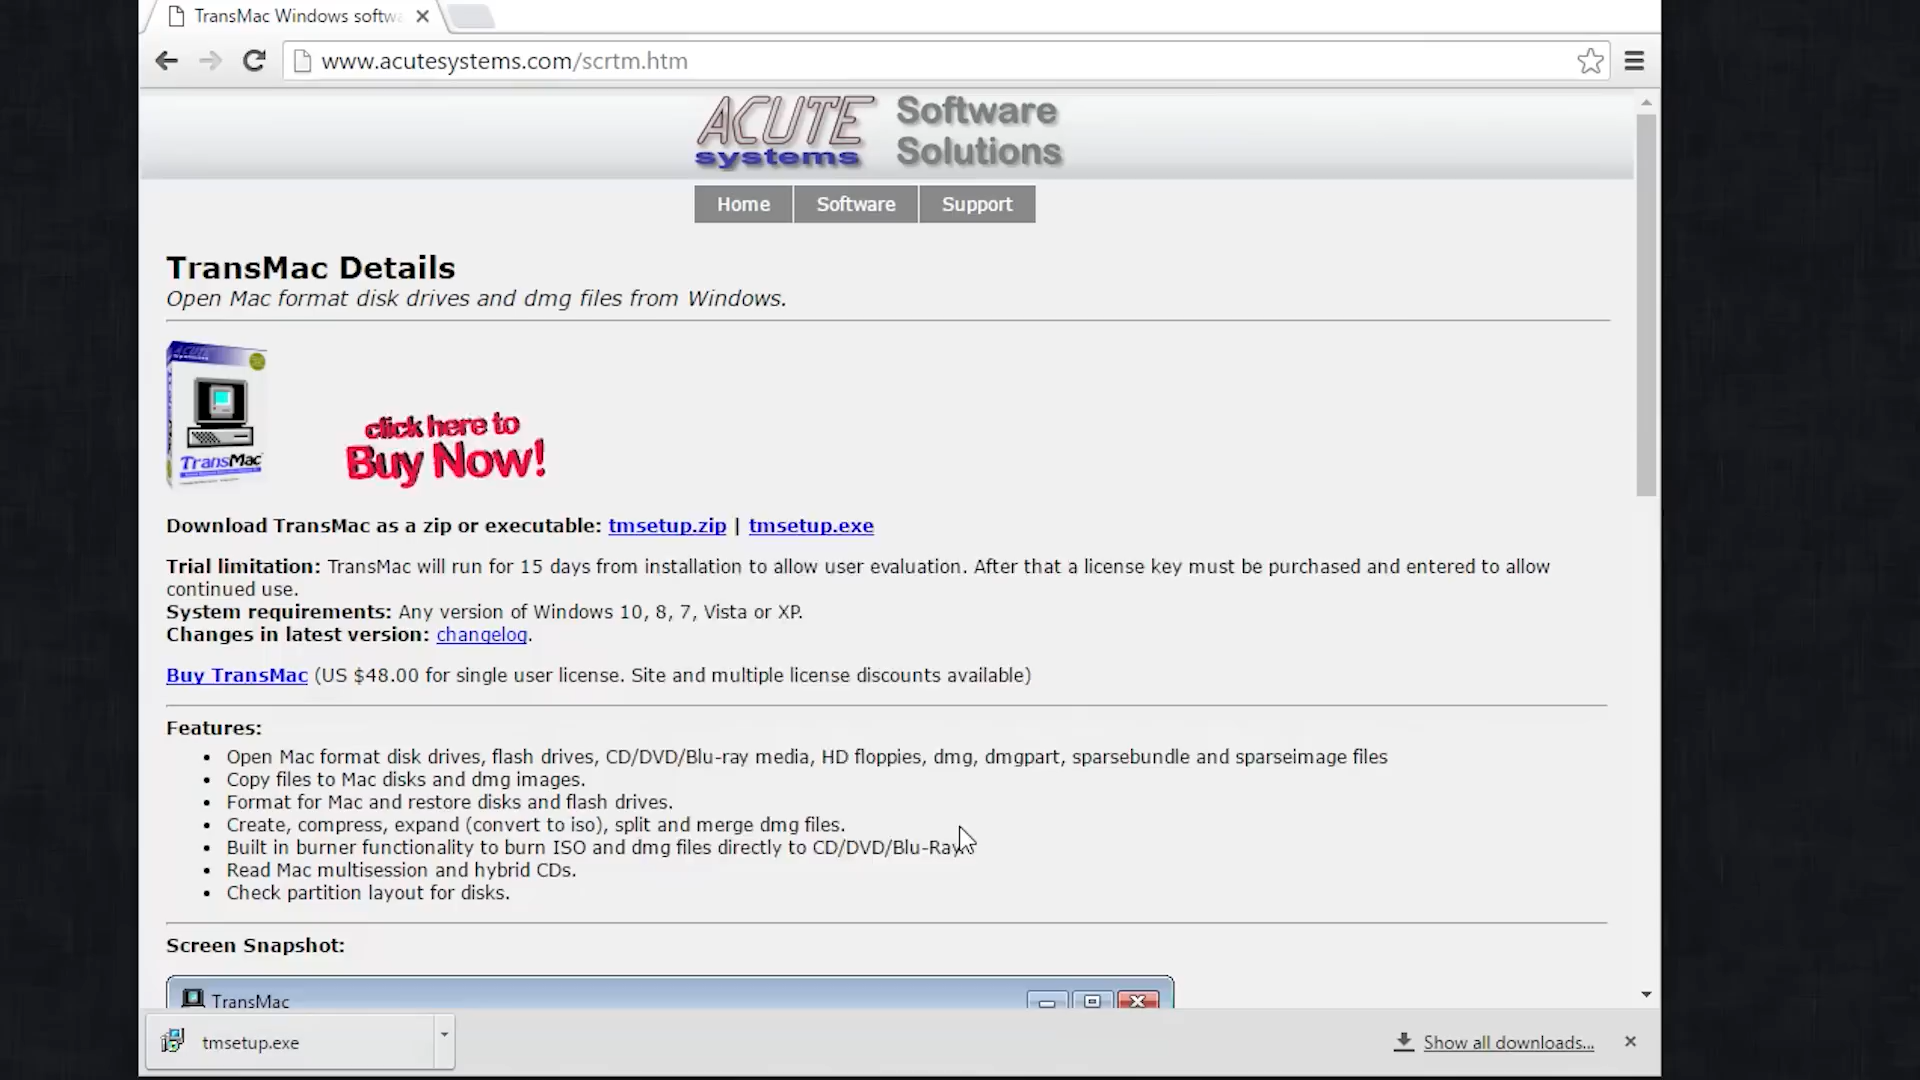 TransMac Windows softw
www.acutesystems.com/scrtm.htm
ACUTE systems Software Solutions
Home Software Support
TransMac Details
Open Mac format disk drives and dmg files from Windows.
TransMac
click here to
Buy Now!
Download TransMac as a zip or executable: tmsetup.zip | tmsetup.exe
Trial limitation: TransMac will run for 15 days from installation to allow user evaluation. After that a license key must be purchased and entered to allow
continued use.
System requirements: Any version of Windows 10, 8, 7, Vista or XP.
Changes in latest version: changelog.
Buy TransMac (US $48.00 for single user license. Site and multiple license discounts available)
Features:
• Open Mac format disk drives, flash drives, CD/DVD/Blu-ray media, HD floppies, dmg, dmgpart, sparsebundle and sparseimage files
• Copy files to Mac disks and dmg images.
• Format for Mac and restore disks and flash drives.
• Create, compress, expand (convert to iso), split and merge dmg files.
• Built in burner functionality to burn ISO and dmg files directly to CD/DVD/Blu-Ray.
• Read Mac multisession and hybrid CDs.
• Check partition layout for disks.
Screen Snapshot:
TransMac
tmsetup.exe
Show all downloads...